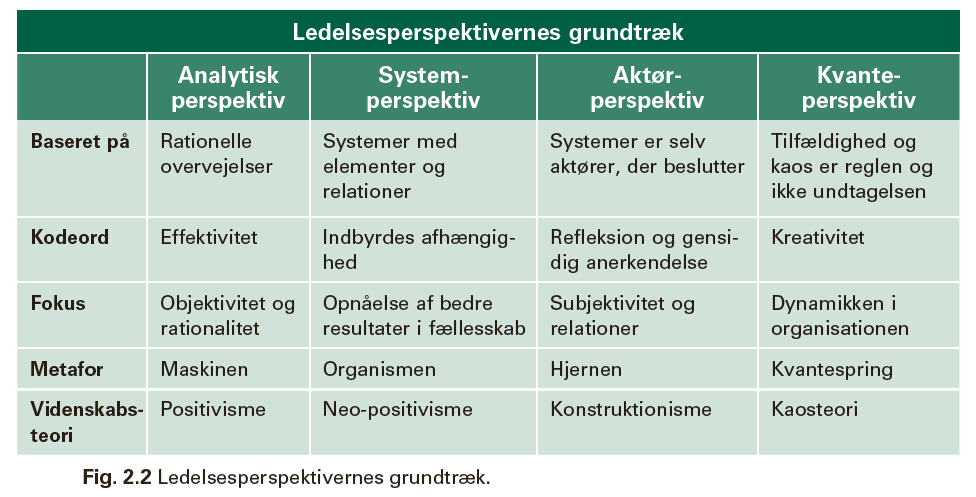 Ledelsesperspektivernes grundtræk
Analytisk
perspektiv
System-
perspektiv
Aktør-
perspektiv
Kvante-
perspektiv
Baseret på
Rationelle
overvejelser
Systemer med
elementer og
relationer
Systemer er selv
aktører, der beslutter
Tilfældighed og
kaos er reglen og
ikke undtagelsen
Kodeord
Effektivitet
Indbyrdes afhængig-
hed
Refleksion og gensi-
dig anerkendelse
Kreativitet
Fokus
Objektivitet og
rationalitet
Opnåelse af bedre
resultater i fællesskab
Subjektivitet og
relationer
Dynamikken i
organisationen
Metafor
Maskinen
Organismen
Hjernen
Kvantespring
Videnskabs-
teori
Positivisme
Neo-positivisme
Konstruktionisme
Kaosteori
Fig. 2.2 Ledelsesperspektivernes grundtræk.